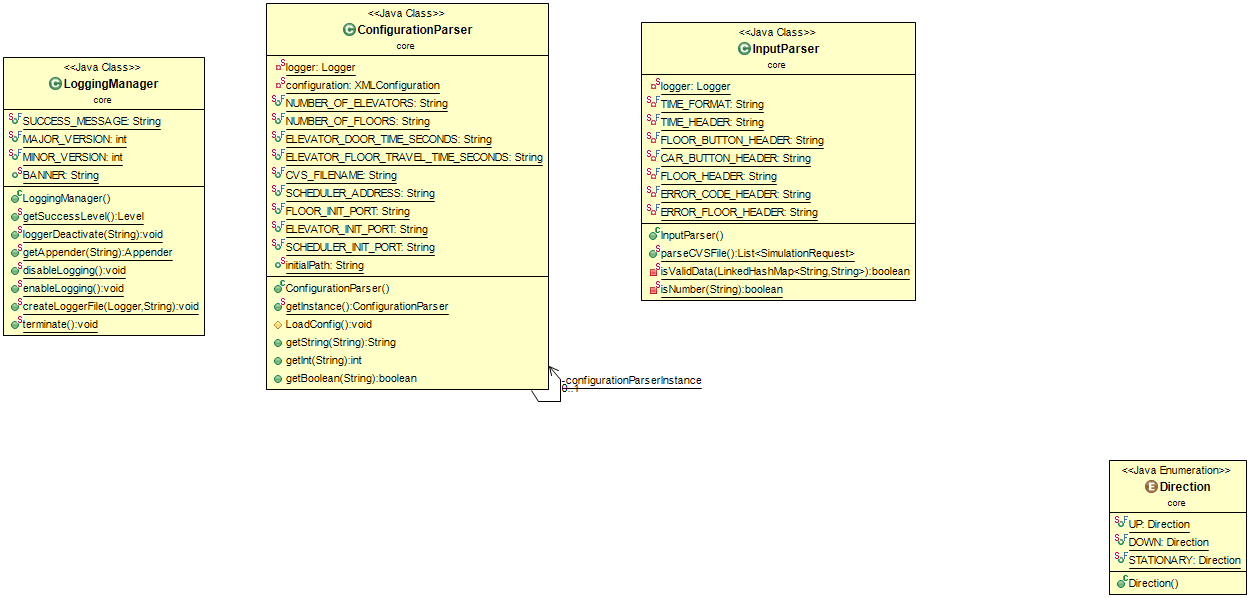 <<Java Class>>
LoggingManager
core
SUCCESS_MESSAGE: String
MAJOR_VERSION: int
MINOR_VERSION: int
BANNER: String
LoggingManager()
getSuccessLevel():Level
loggerDeactivate(String):void
getAppender(String):Appender
disableLogging():void
enableLogging():void
createLoggerFile(Logger,String):void
terminate():void
<<Java Class>>
ConfigurationParser
core
logger: Logger
configuration: XMLConfiguration
NUMBER_OF_ELEVATORS: String
NUMBER_OF_FLOORS: String
ELEVATOR_DOOR_TIME_SECONDS: String
ELEVATOR_FLOOR_TRAVEL_TIME_SECONDS: String
CVS_FILENAME: String
SCHEDULER_ADDRESS: String
FLOOR_INIT_PORT: String
ELEVATOR_INIT_PORT: String
SCHEDULER_INIT_PORT: String
initialPath: String
ConfigurationParser()
getInstance():ConfigurationParser
LoadConfig():void
getString(String):String
getInt(String):int
getBoolean(String):boolean
-configurationParserInstance
0..1
<<Java Class>>
InputParser
core
logger: Logger
TIME_FORMAT: String
TIME_HEADER: String
FLOOR_BUTTON_HEADER: String
CAR_BUTTON_HEADER: String
FLOOR_HEADER: String
ERROR_CODE_HEADER: String
ERROR_FLOOR_HEADER: String
InputParser()
parseCVSFile():List<SimulationRequest>
isValidData(LinkedHashMap<String,String>):boolean
isNumber(String):boolean
<<Java Enumeration>>
Direction
core
UP: Direction
DOWN: Direction
STATIONARY: Direction
Direction()